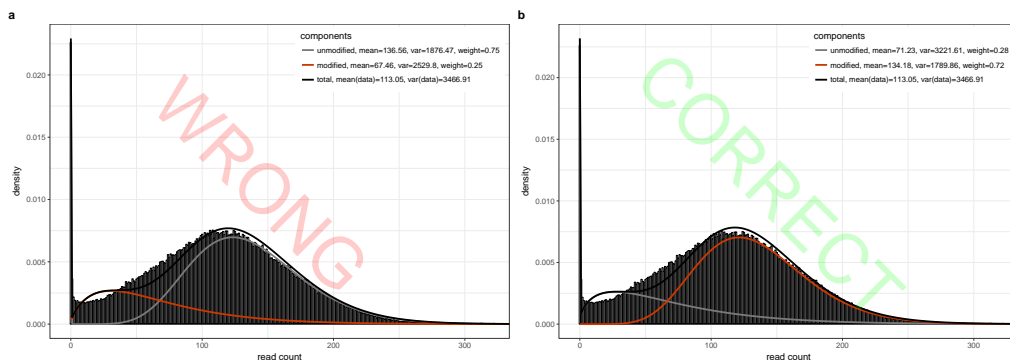 a
components
unmodified, mean=136.56, var=1876.47, weight=0.75
modified, mean=67.46, var=2529.8, weight=0.25
total, mean(data)=113.05, var(data)=3466.91
WRONG
density
0.020
0.015
0.010
0.005
0.000
0
100
200
300
read count
b
components
unmodified, mean=71.23, var=3221.61, weight=0.28
modified, mean=134.18, var=1789.86, weight=0.72
total, mean(data)=113.05, var(data)=3466.91
CORRECT
density
0.020
0.015
0.010
0.005
0.000
0
100
200
300
read count